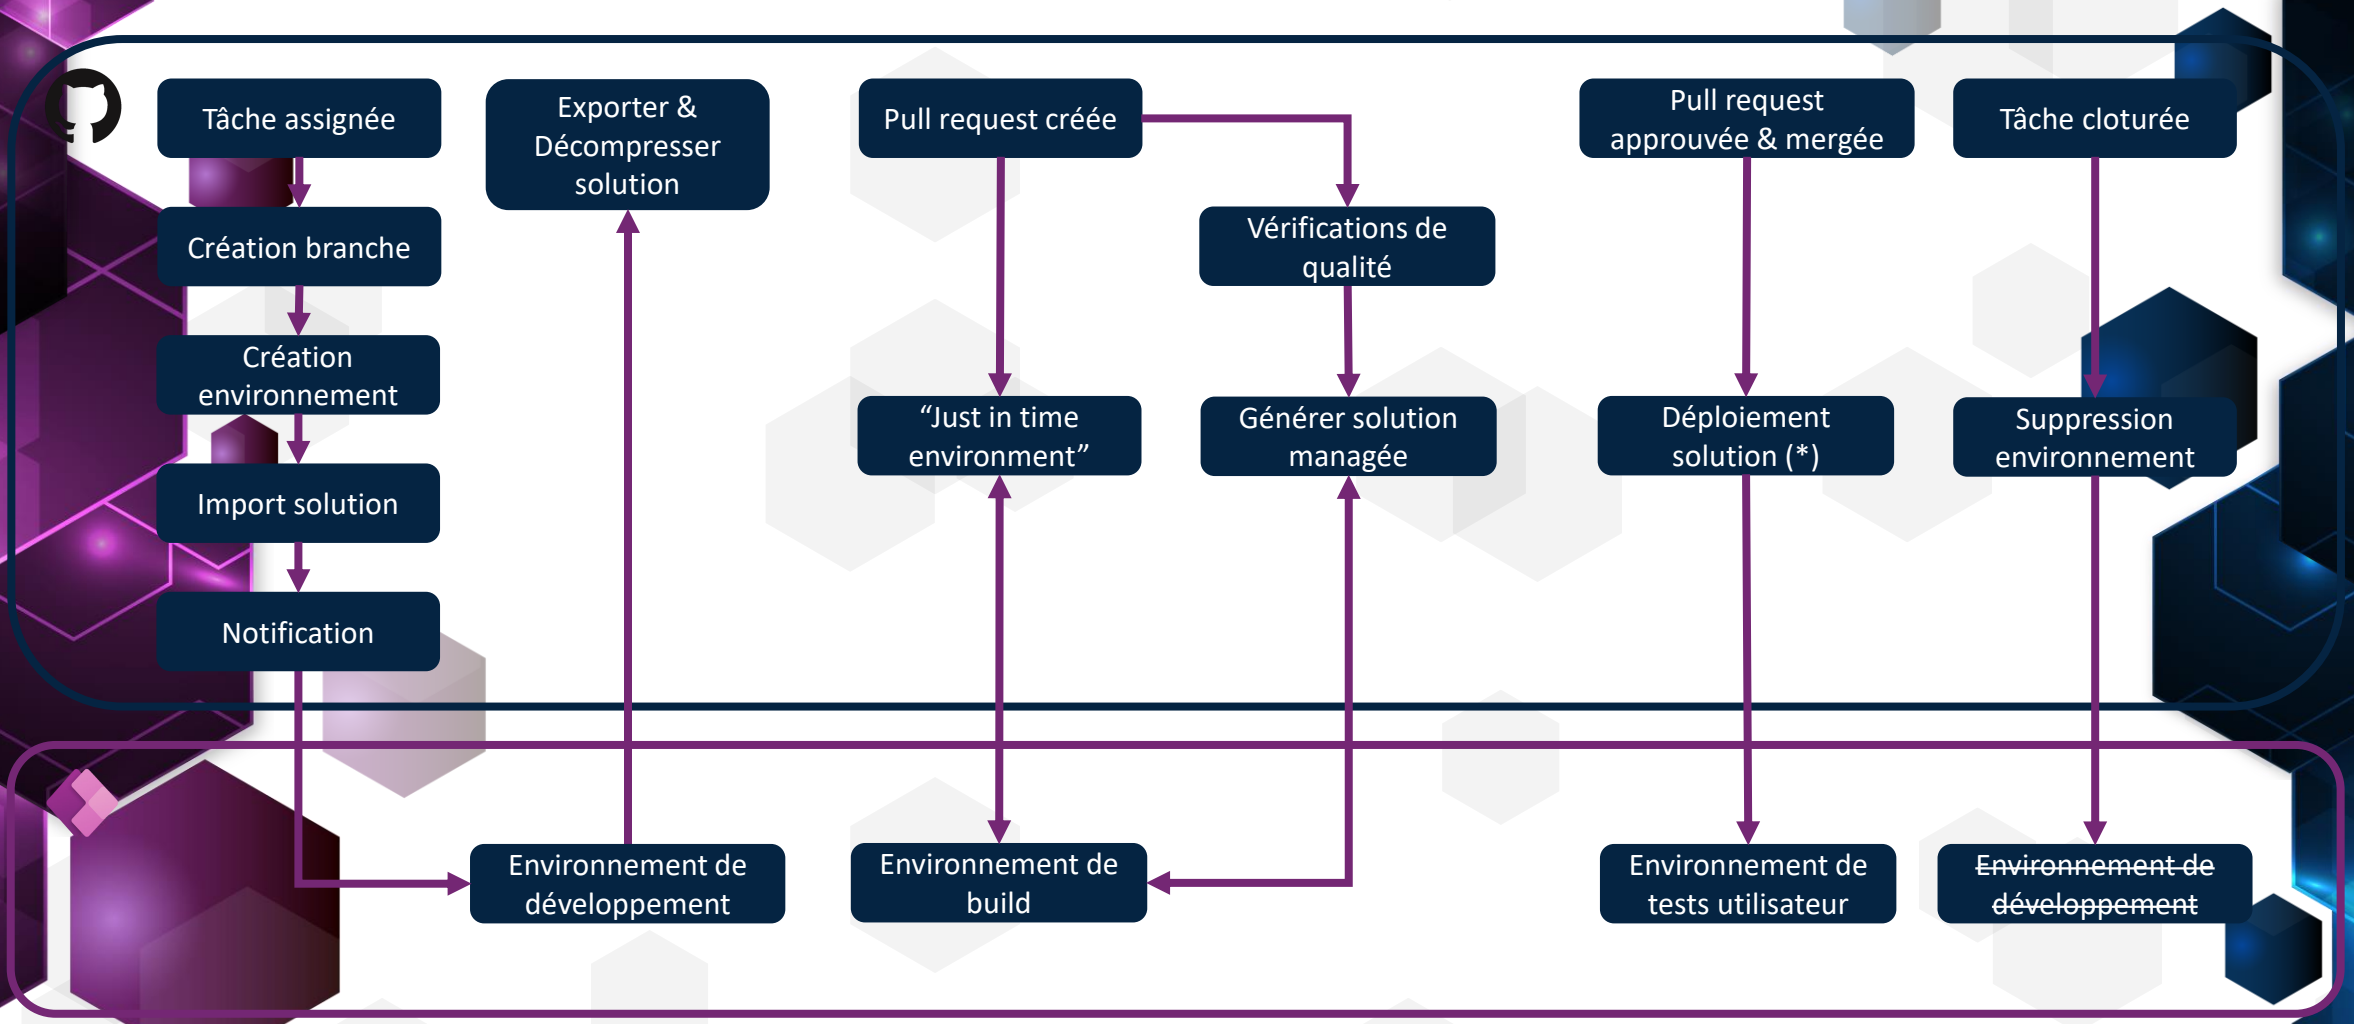 Tâche assignée
Création branche
Création
environnement
Import solution
Notification
Exporter &
Décompresser
solution
Pull request créée
Vérifications de
qualité
“Just in time
environment”
Générer solution
managée
Pull request
approuvée & mergée
Déploiement
solution (*)
Tâche cloturée
Suppression
environnement
Environnement de
développement
Environnement de
build
Environnement de
tests utilisateur
Environnement de
développement